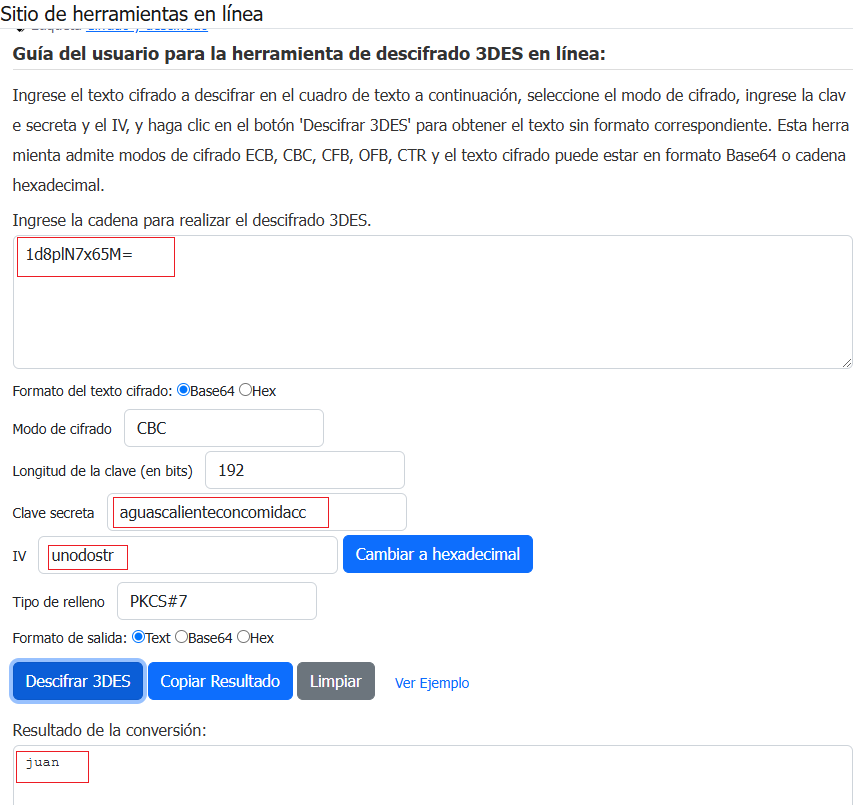 Sitio de herramientas en línea
Etiqueta: cifrado y descifrado
Guía del usuario para la herramienta de descifrado 3DES en línea:
Ingrese el texto cifrado a descifrar en el cuadro de texto a continuación, seleccione el modo de cifrado, ingrese la clav
e secreta y el IV, y haga clic en el botón 'Descifrar 3DES' para obtener el texto sin formato correspondiente. Esta herra
mienta admite modos de cifrado ECB, CBC, CFB, OFB, CTR y el texto cifrado puede estar en formato Base64 o cadena
hexadecimal.
Ingrese la cadena para realizar el descifrado 3DES.
1d8plN7x65M=
Formato del texto cifrado: Base64 Hex
Modo de cifrado CBC
Longitud de la clave (en bits) 192
Clave secreta aguascalienteconcomidacc
IV unodostr Cambiar a hexadecimal
Tipo de relleno PKCS#7
Formato de salida: Text Base64 Hex
Descifrar 3DES Copiar Resultado Limpiar Ver Ejemplo
Resultado de la conversión:
juan